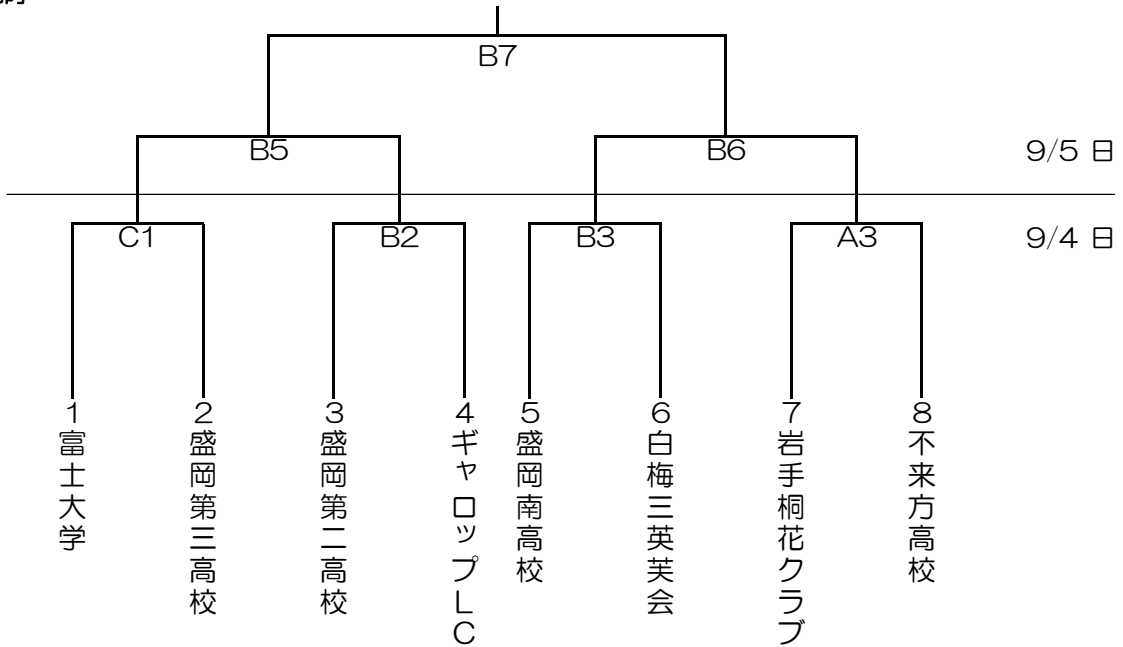 B7
B5
B6
9/5 日
C1
B2
B3
A3
9/4 日
1富士大学
2盛岡第三高校
3盛岡第二高校
4ギャロップLC
5盛岡南高校
6白梅三英芙会
7岩手桐花クラブ
8不来方高校